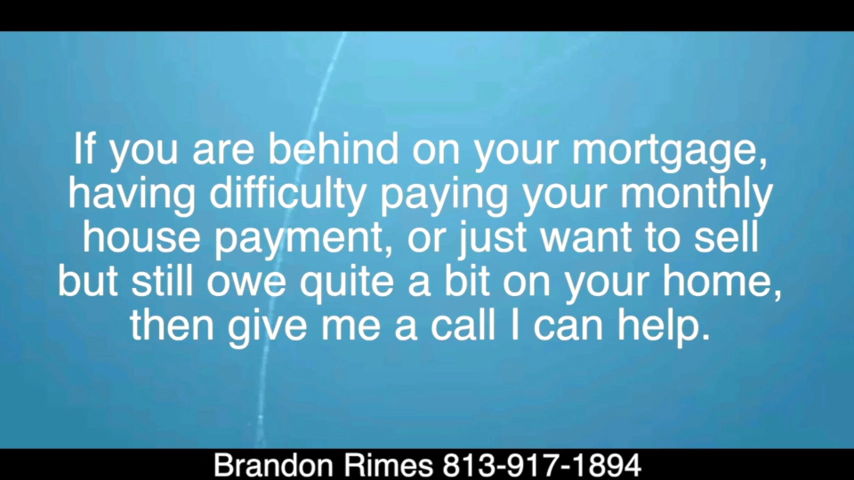 If you are behind on your mortgage,
having difficulty paying your monthly
house payment, or just want to sell
but still owe quite a bit on your home,
then give me a call I can help.
Brandon Rimes 813-917-1894